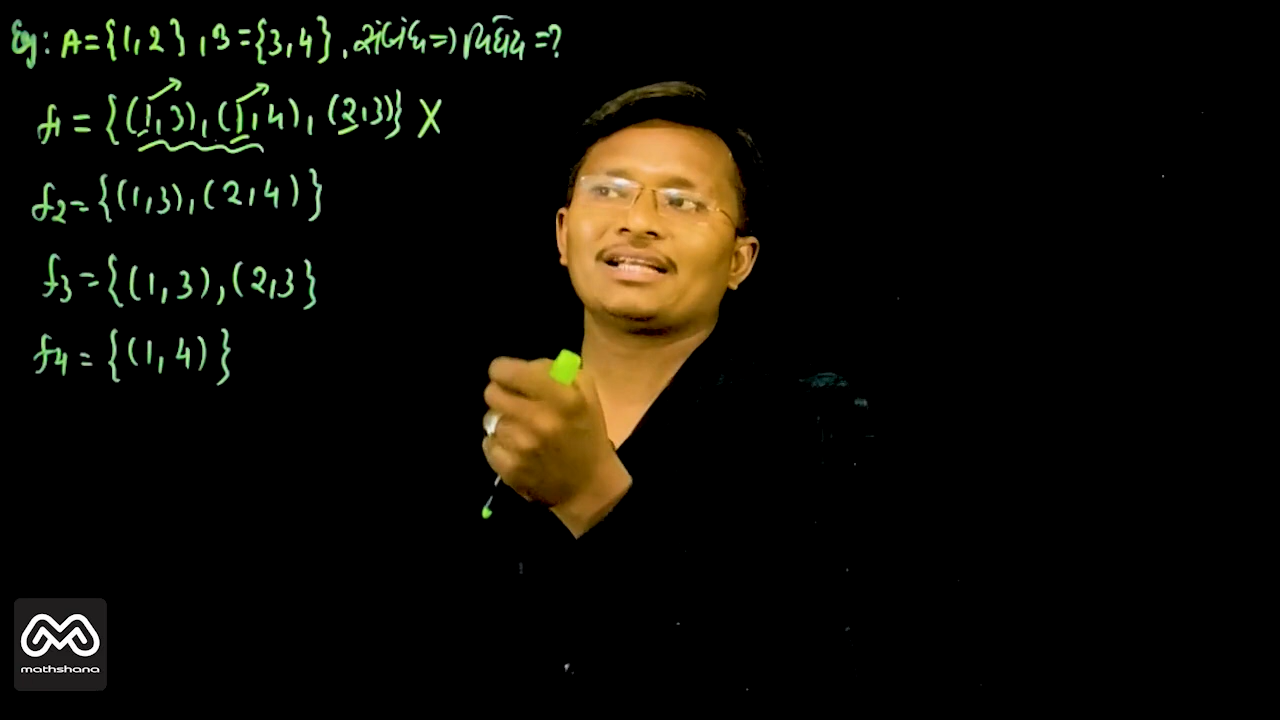 Eg: A={1,2}, B={3,4}, સંબંધ => વિધેય =?
f1 = {(1,3), (1,4), (2,3)} X
f2={(1,3), (2,4)}
f3={(1,3), (2,3}
f4={(1,4)}
mathshana